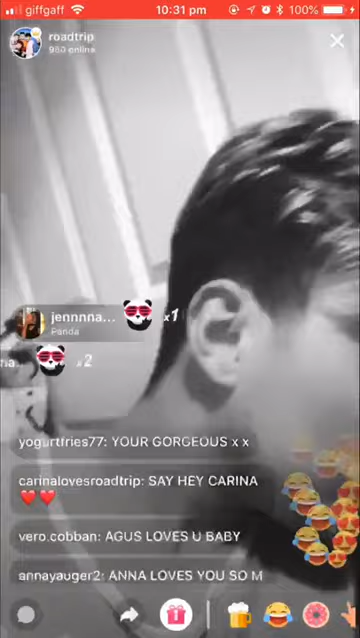 giffgaff 10:31 pm 100%
roadtrip
980 online
jennnna... x1
Panda
na... x2
yogurtfries77: YOUR GORGEOUS x x
carinalovesroadtrip: SAY HEY CARINA
vero.cobban: AGUS LOVES U BABY
annayauger2: ANNA LOVES YOU SO M